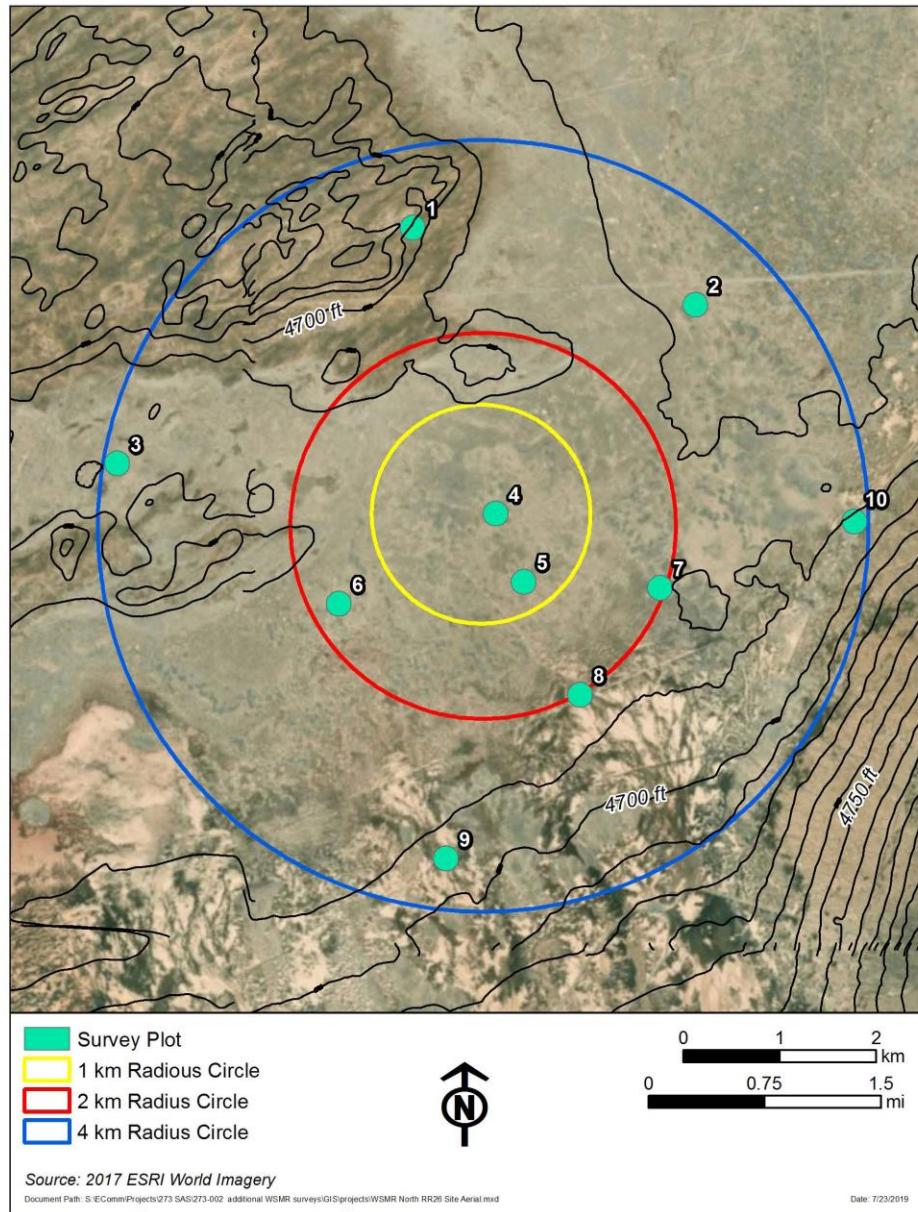 1
2
4700 ft
3
4
10
5
7
6
8
4700 ft
4750 ft
9
Survey Plot
1 km Radious Circle
2 km Radius Circle
4 km Radius Circle
N
0 1 2
km
0 0.75 1.5
mi
Source: 2017 ESRI World Imagery
Document Path: S:\EComm\Projects\273 SAS\273-002_additional WSMR surveys\GIS\projects\WSMR North RR26 Site Aerial.mxd
Date: 7/23/2019